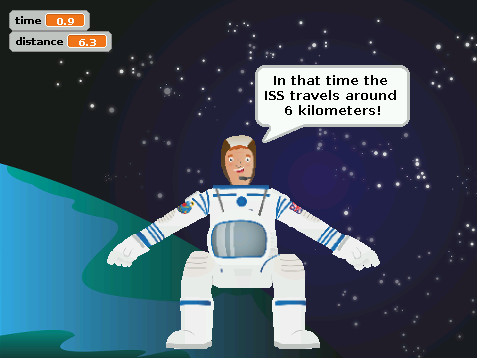 time 0.9
distance 6.3
In that time the
ISS travels around
6 kilometers!